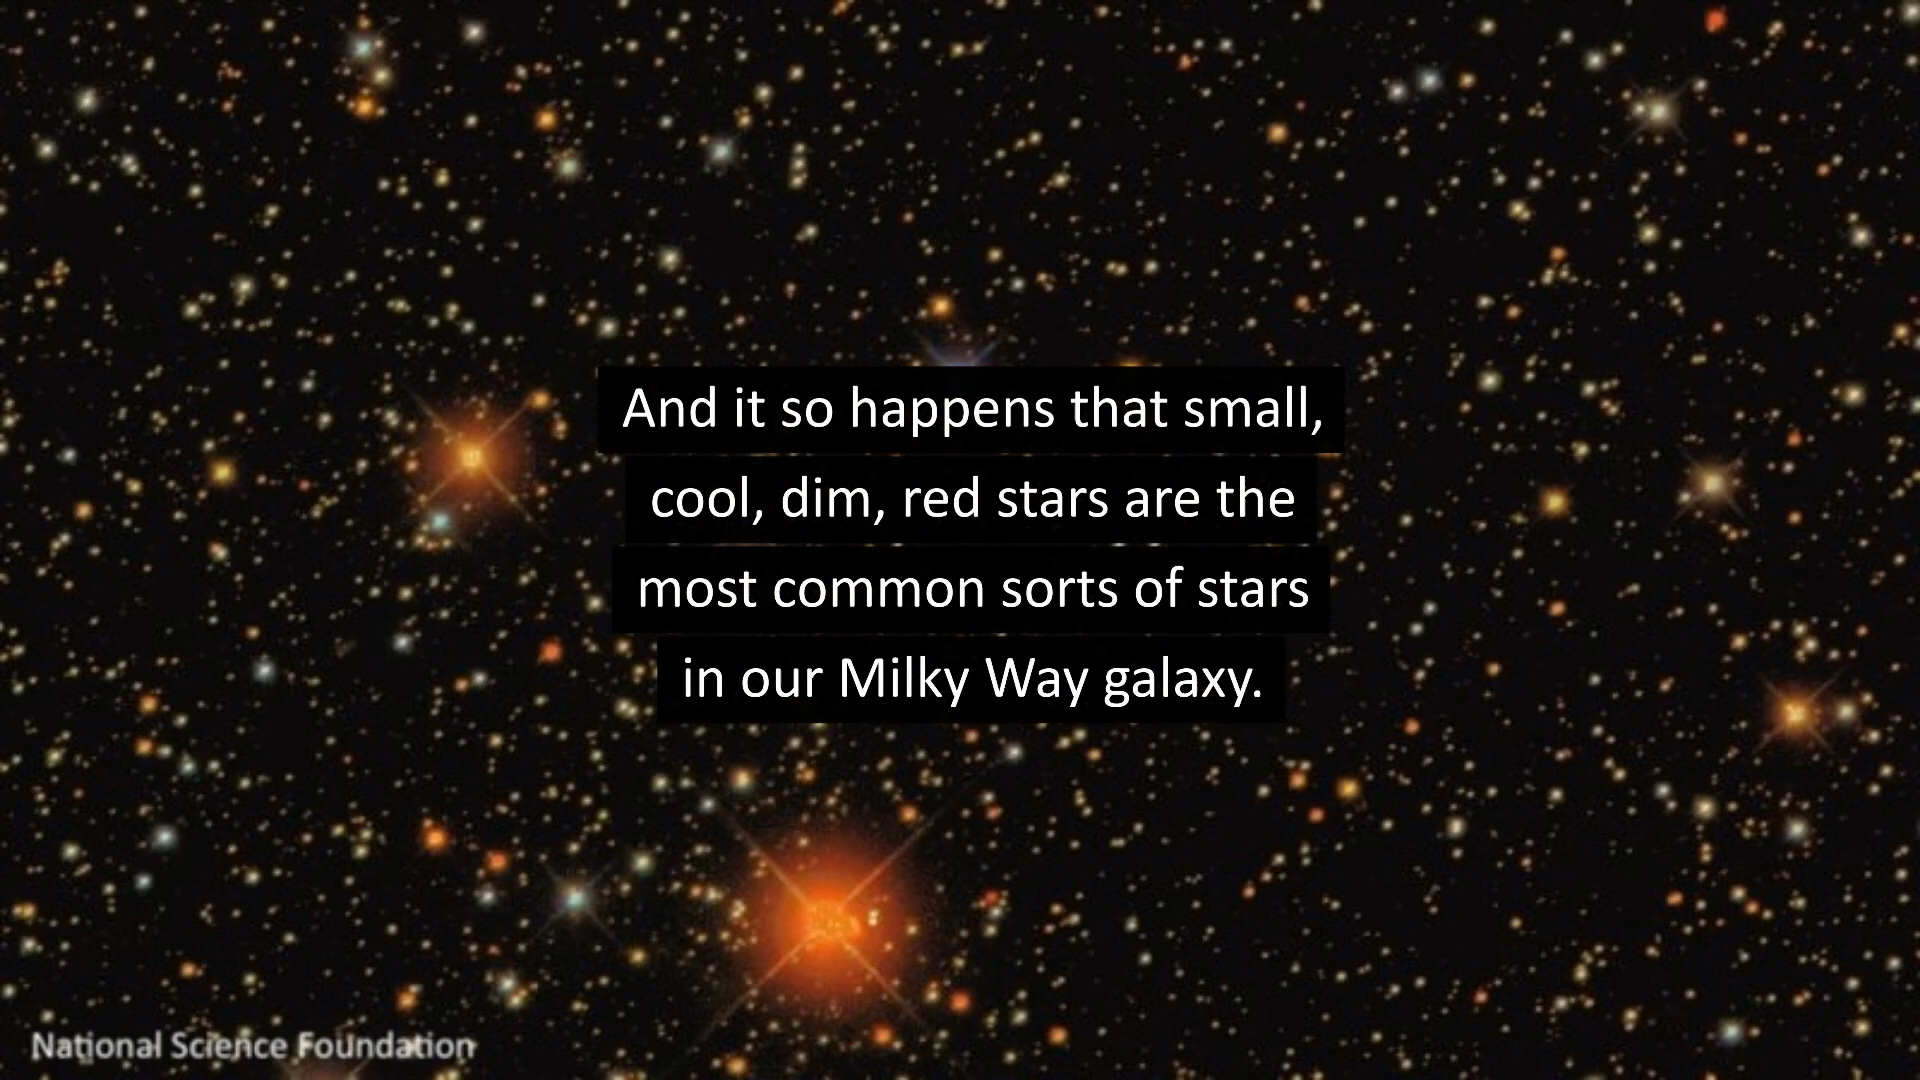 And it so happens that small,
cool, dim, red stars are the
most common sorts of stars
in our Milky Way galaxy.
National Science Foundation